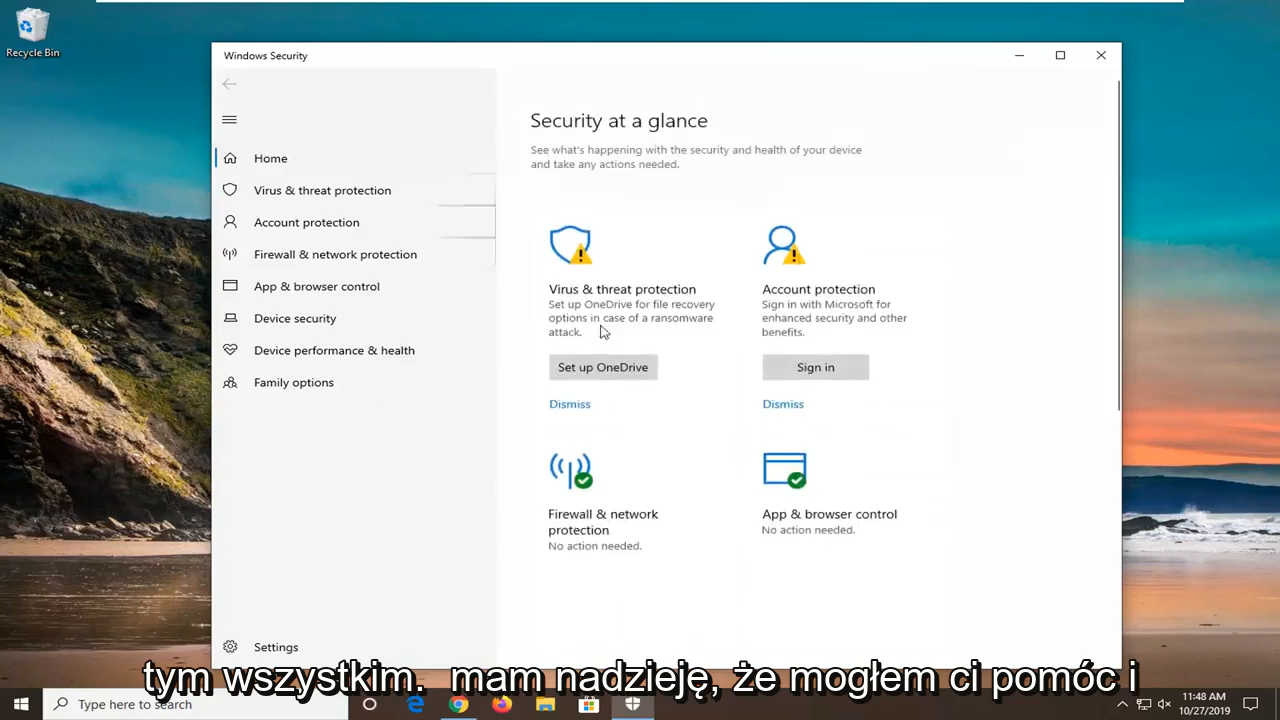 Recycle Bin
Windows Security
Home
Virus & threat protection
Account protection
Firewall & network protection
App & browser control
Device security
Device performance & health
Family options
Settings
Security at a glance
See what's happening with the security and health of your device
and take any actions needed.
Virus & threat protection
Set up OneDrive for file recovery
options in case of a ransomware
attack.
Set up OneDrive
Dismiss
Account protection
Sign in with Microsoft for
enhanced security and other
benefits.
Sign in
Dismiss
Firewall & network
protection
No action needed.
App & browser control
No action needed.
tym wszystkim. mam nadzieję, że mogłem ci pomóc i
Type here to search
11:48 AM
10/27/2019